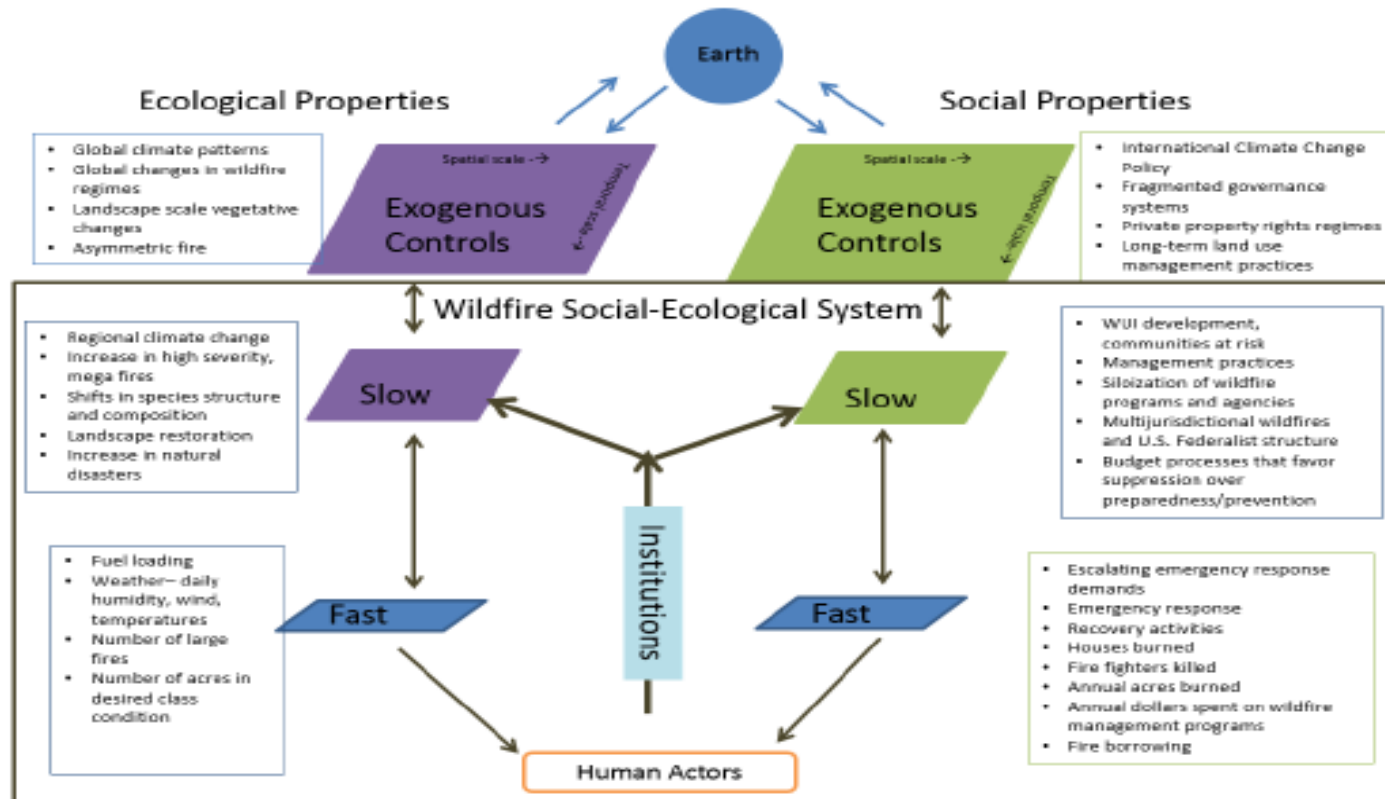 Earth
Ecological Properties
Social Properties
• Global climate patterns
• Global changes in wildfire
regimes
• Landscape scale vegetative
changes
• Asymmetric fire
Spatial scale -→
Temporal scale-→
Exogenous
Controls
Spatial scale -→
Temporal scale-→
Exogenous
Controls
• International Climate Change
Policy
• Fragmented governance
systems
• Private property rights regimes
• Long-term land use
management practices
Wildfire Social-Ecological System
• Regional climate change
• Increase in high severity,
mega fires
• Shifts in species structure
and composition
• Landscape restoration
• Increase in natural
disasters
Slow
Slow
• WUI development,
communities at risk
• Management practices
• Siloization of wildfire
programs and agencies
• Multijurisdictional wildfires
and U.S. Federalist structure
• Budget processes that favor
suppression over
preparedness/prevention
Institutions
• Fuel loading
• Weather– daily
humidity, wind,
temperatures
• Number of large
fires
• Number of acres in
desired class
condition
Fast
Fast
• Escalating emergency response
demands
• Emergency response
• Recovery activities
• Houses burned
• Fire fighters killed
• Annual acres burned
• Annual dollars spent on wildfire
management programs
• Fire borrowing
Human Actors